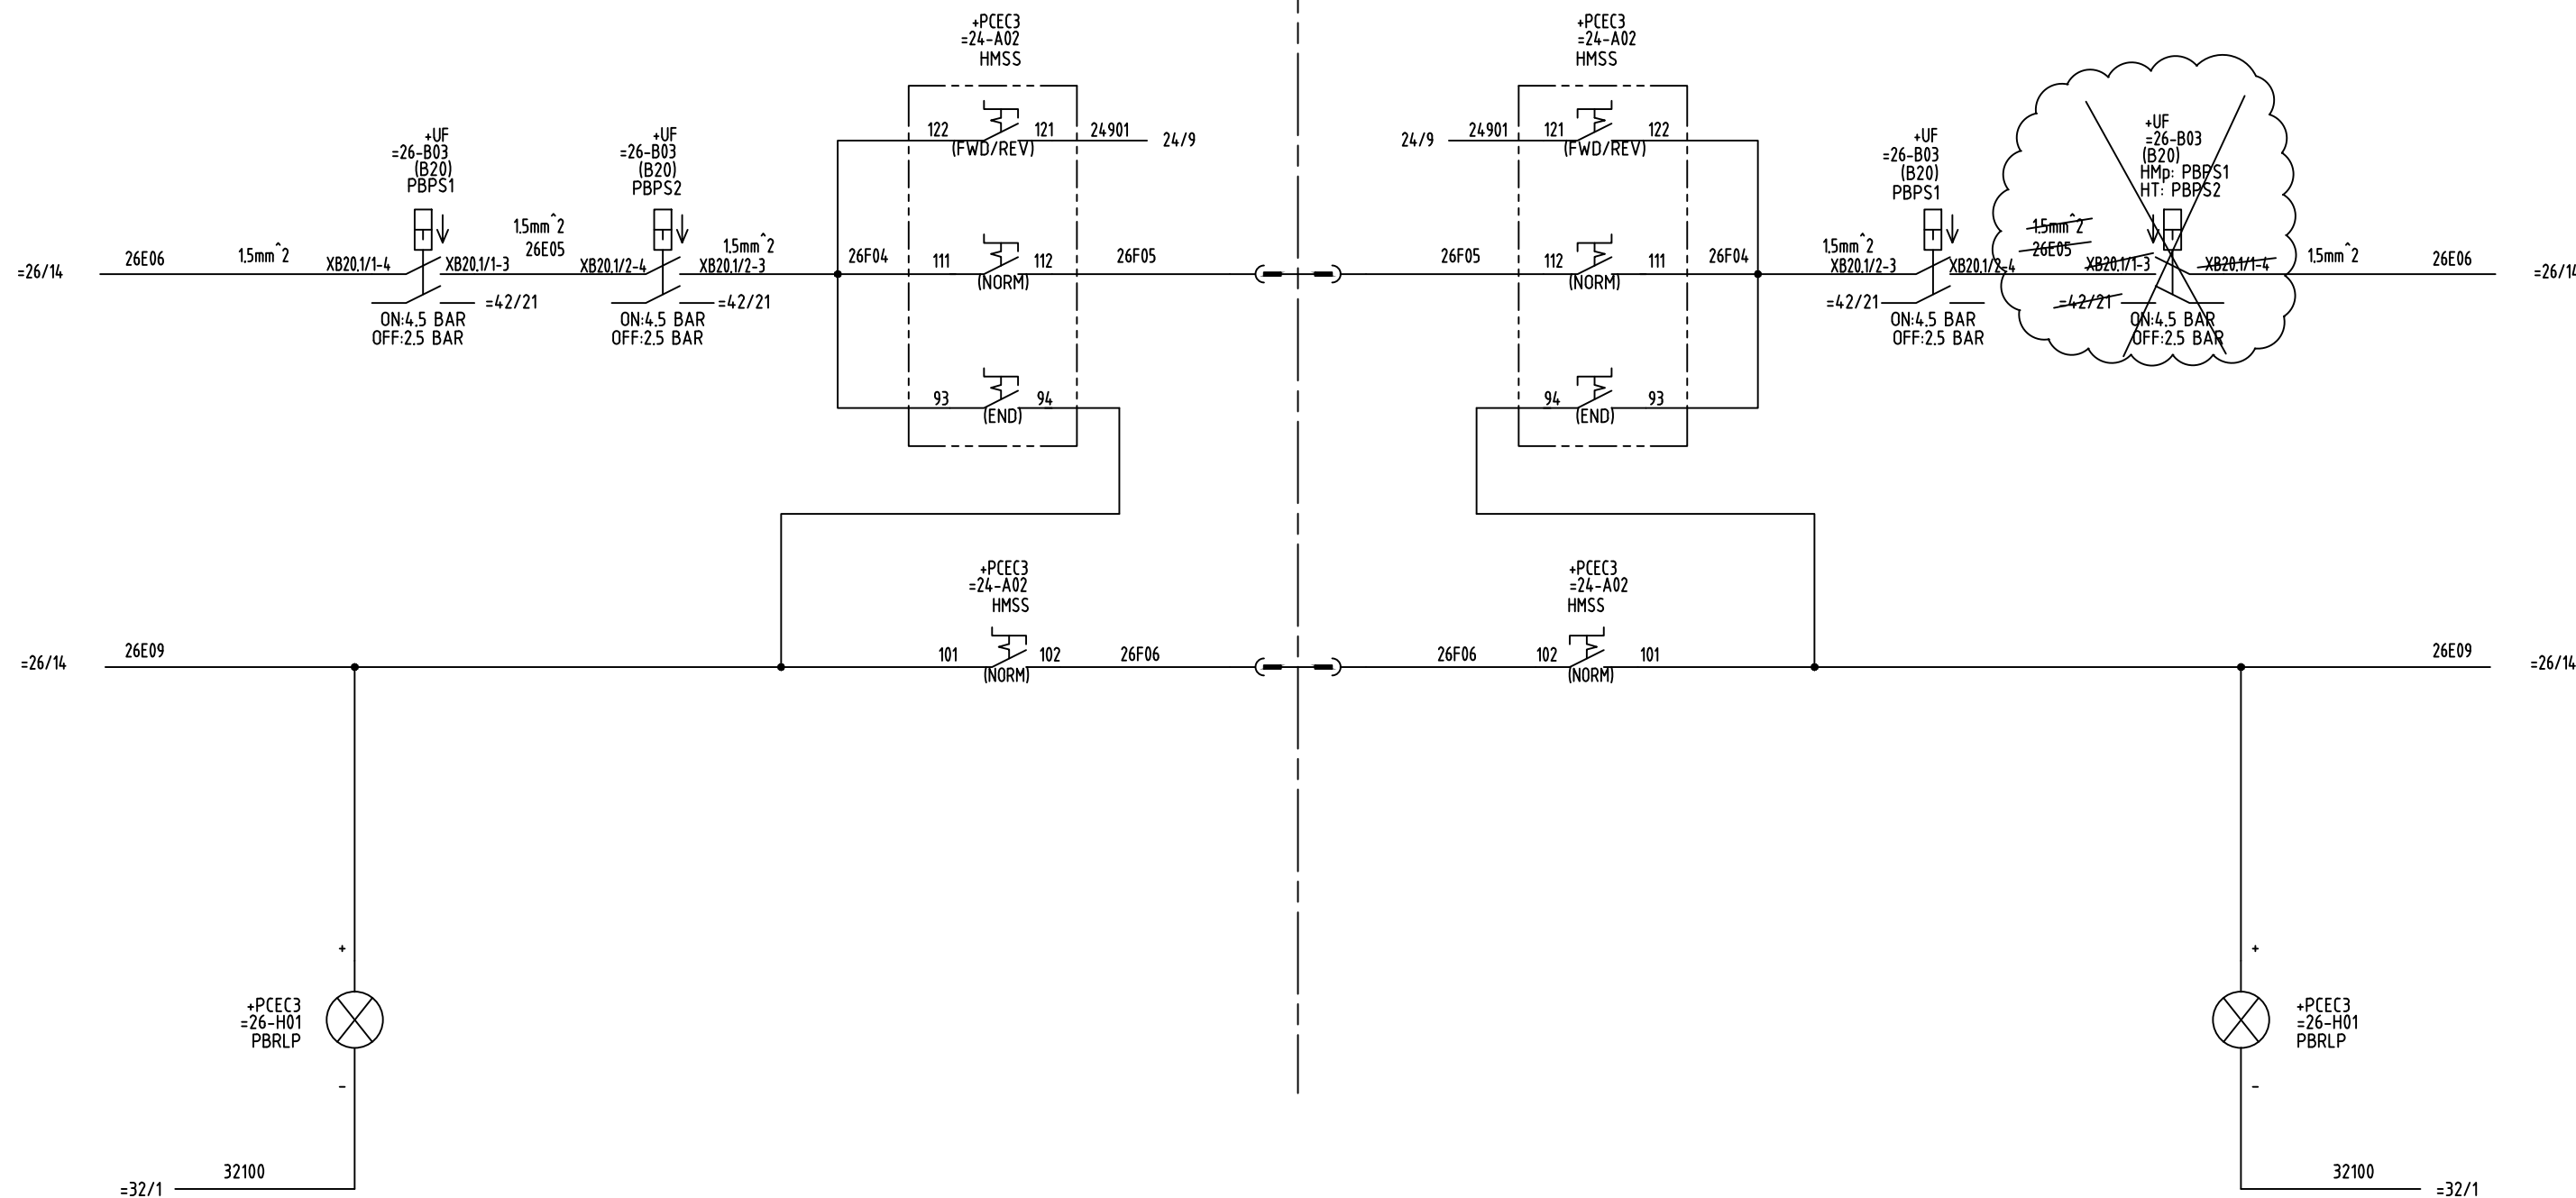 +PCEC3
=24-A02
HMSS
+PCEC3
=24-A02
HMSS
122
121
24901
24/9
(FWD/REV)
24/9
24901
121
122
(FWD/REV)
+UF
=26-B03
(B20)
PBPS1
+UF
=26-B03
(B20)
PBPS2
+UF
=26-B03
(B20)
PBPS1
+UF
=26-B03
(B20)
HMp: PBPS1
HT: PBPS2
=26/14
26E06
1.5mm^2
XB20.1/1-4
XB20.1/1-3
1.5mm^2
26E05
XB20.1/2-4
1.5mm^2
XB20.1/2-3
26F04
111
112
(NORM)
26F05
26F05
112
111
(NORM)
26F04
1.5mm^2
XB20.1/2-3
XB20.1/2-4
1.5mm^2
26E05
XB20.1/1-3
XB20.1/1-4
1.5mm^2
26E06
=26/14
=42/21
ON:4.5 BAR
OFF:2.5 BAR
=42/21
ON:4.5 BAR
OFF:2.5 BAR
=42/21
ON:4.5 BAR
OFF:2.5 BAR
=42/21
ON:4.5 BAR
OFF:2.5 BAR
93
94
(END)
94
93
(END)
+PCEC3
=24-A02
HMSS
+PCEC3
=24-A02
HMSS
=26/14
26E09
101
102
(NORM)
26F06
26F06
102
101
(NORM)
26E09
=26/14
+
+PCEC3
=26-H01
PBRLP
-
32100
=32/1
+
+PCEC3
=26-H01
PBRLP
-
32100
=32/1